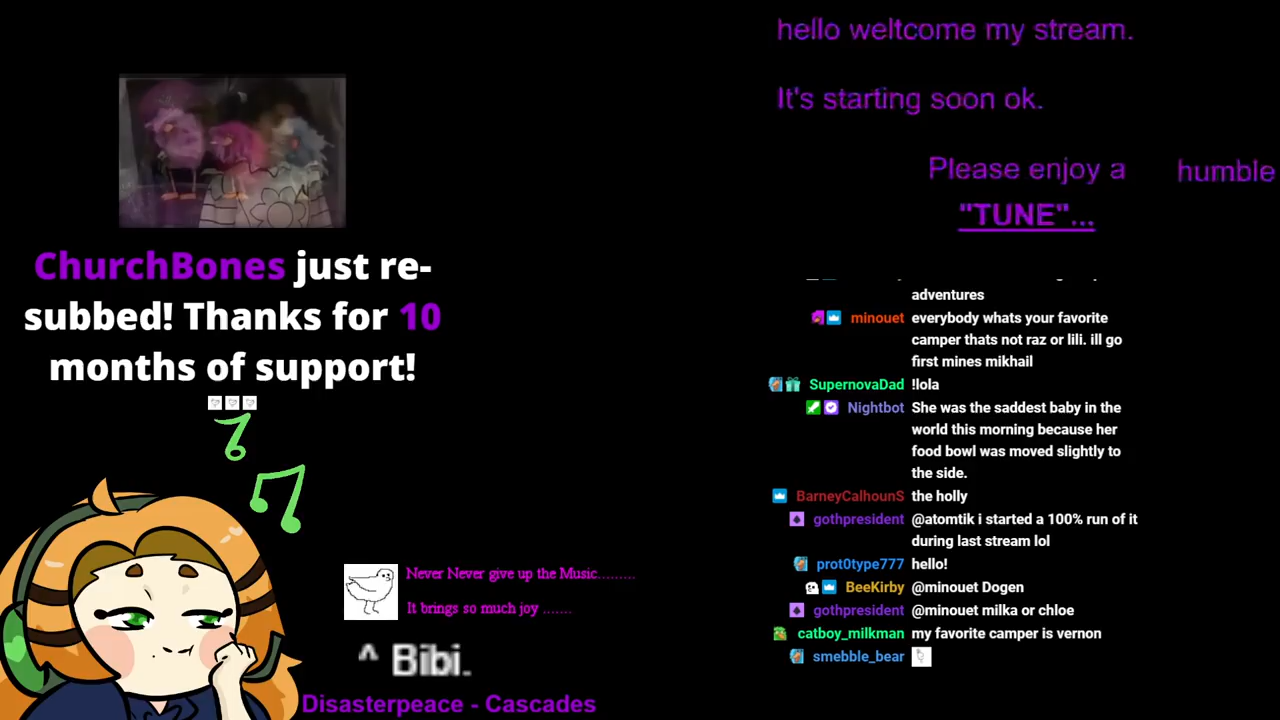 hello weltcome my stream.
It's starting soon ok.
Please enjoy a humble
"TUNE"...
ChurchBones just re-
subbed! Thanks for 10
months of support!
adventures
minouet everybody whats your favorite
camper thats not raz or lili. ill go
first mines mikhail
SupernovaDad !lola
Nightbot She was the saddest baby in the
world this morning because her
food bowl was moved slightly to
the side.
BarneyCalhounS the holly
gothpresident @atomtik i started a 100% run of it
during last stream lol
prot0type777 hello!
BeeKirby @minouet Dogen
gothpresident @minouet milka or chloe
catboy_milkman my favorite camper is vernon
smebble_bear
Never Never give up the Music.........
It brings so much joy .......
^ Bibi.
Disasterpeace - Cascades